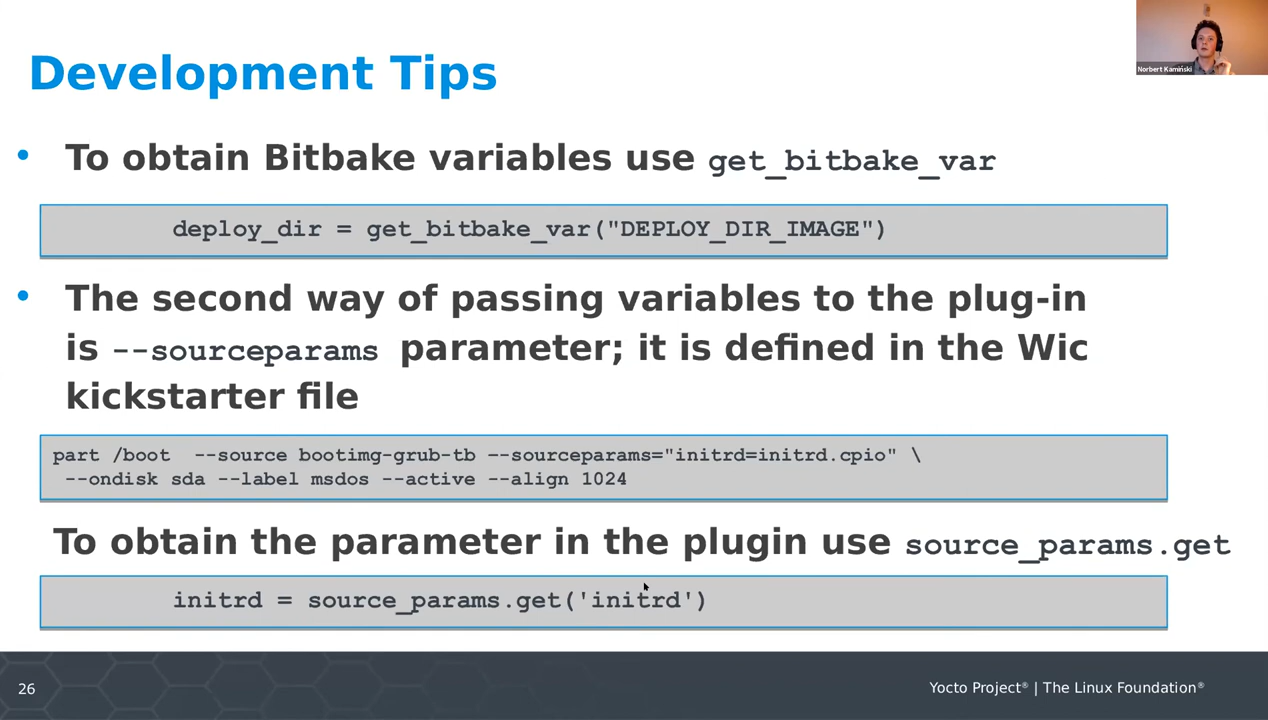 Development Tips
Norbert Kamiński
• To obtain Bitbake variables use get_bitbake_var
deploy_dir = get_bitbake_var("DEPLOY_DIR_IMAGE")
• The second way of passing variables to the plug-in
is --sourceparams parameter; it is defined in the Wic
kickstarter file
part /boot  --source bootimg-grub-tb --sourceparams="initrd=initrd.cpio" \
--ondisk sda --label msdos --active --align 1024
To obtain the parameter in the plugin use source_params.get
initrd = source_params.get('initrd')
26
Yocto Project® | The Linux Foundation®